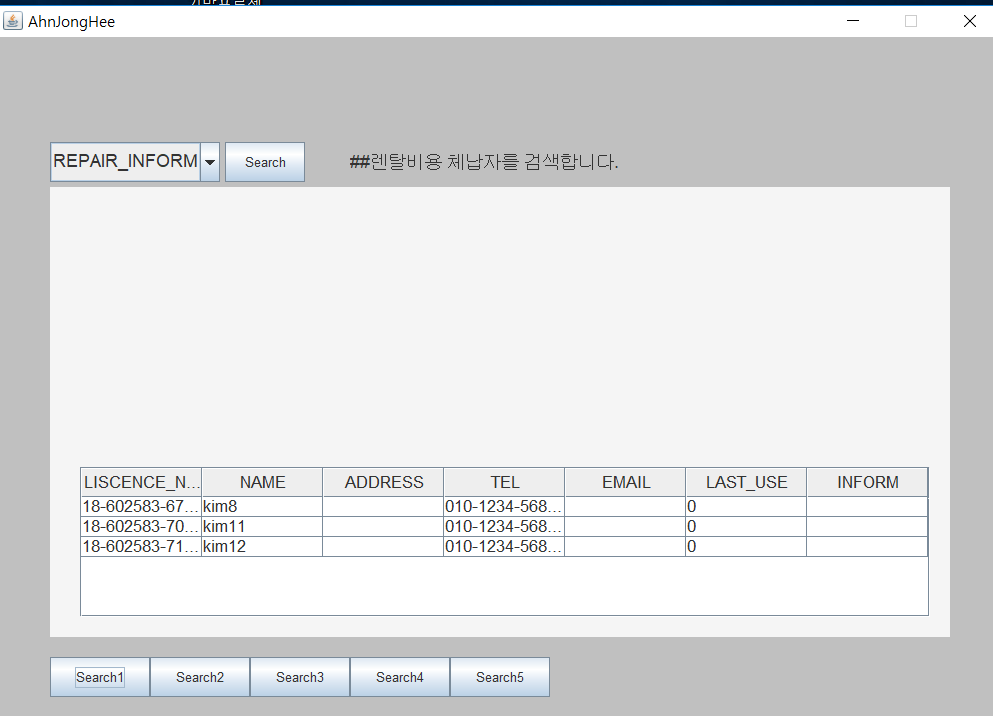 AhnJongHee
REPAIR_INFORM
Search
##렌탈비용 체납자를 검색합니다.
LISCENCE_N... NAME ADDRESS TEL EMAIL LAST_USE INFORM
18-602583-67... kim8 010-1234-568... 0
18-602583-70... kim11 010-1234-568... 0
18-602583-71... kim12 010-1234-568... 0
Search1 Search2 Search3 Search4 Search5